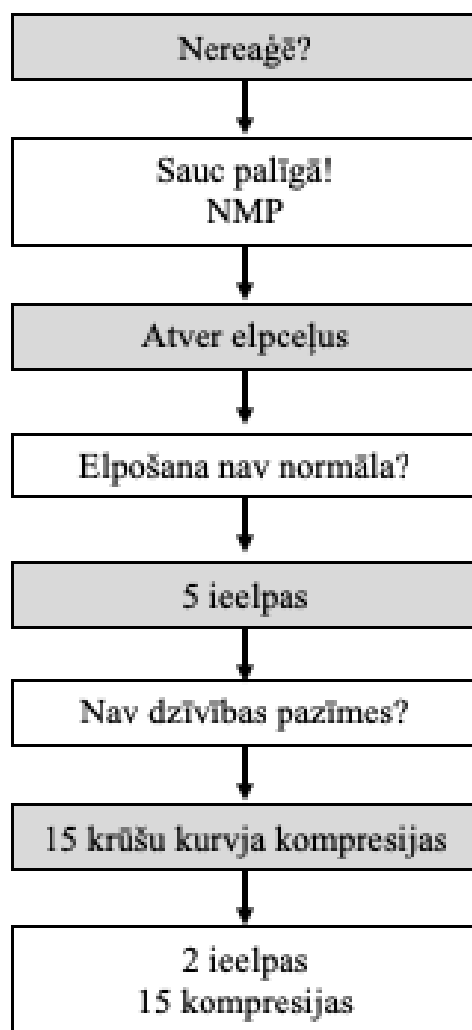 Nereaģē?
Sauc palīgā!
NMP
Atver elpceļus
Elpošana nav normāla?
5 ieelpas
Nav dzīvības pazīmes?
15 krūšu kurvja kompresijas
2 ieelpas
15 kompresijas